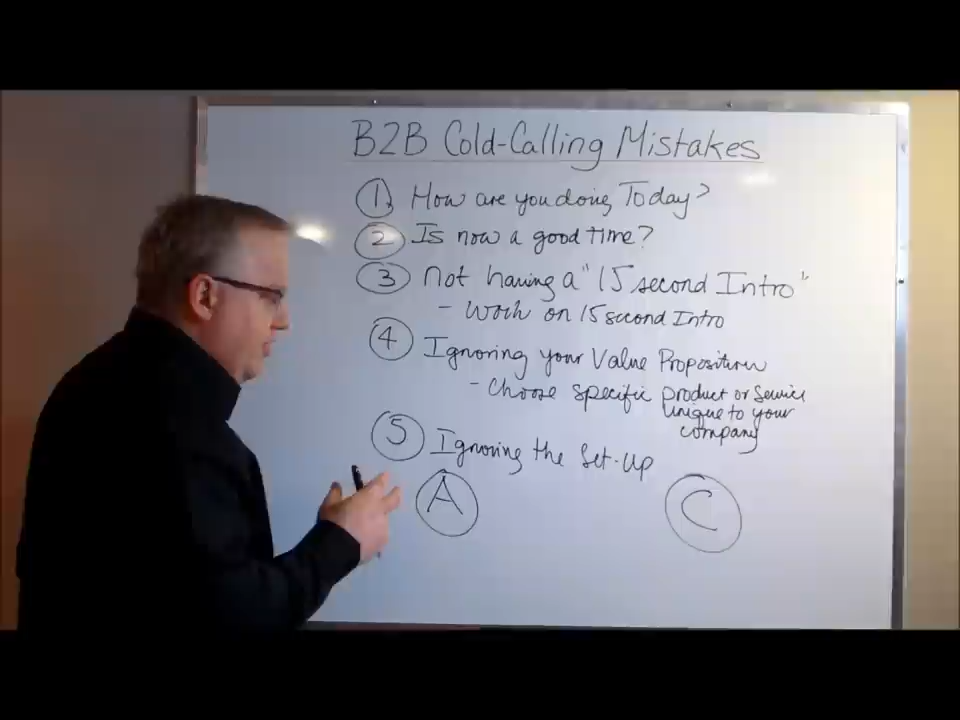 B2B Cold-Calling Mistakes
1. How are you doing Today?
2 Is now a good time?
3 Not having a "15 second Intro"
- Work on 15 second Intro
4 Ignoring your Value Proposition
- Choose specific product or Service
unique to your
company
5 Ignoring the Set-Up
A C